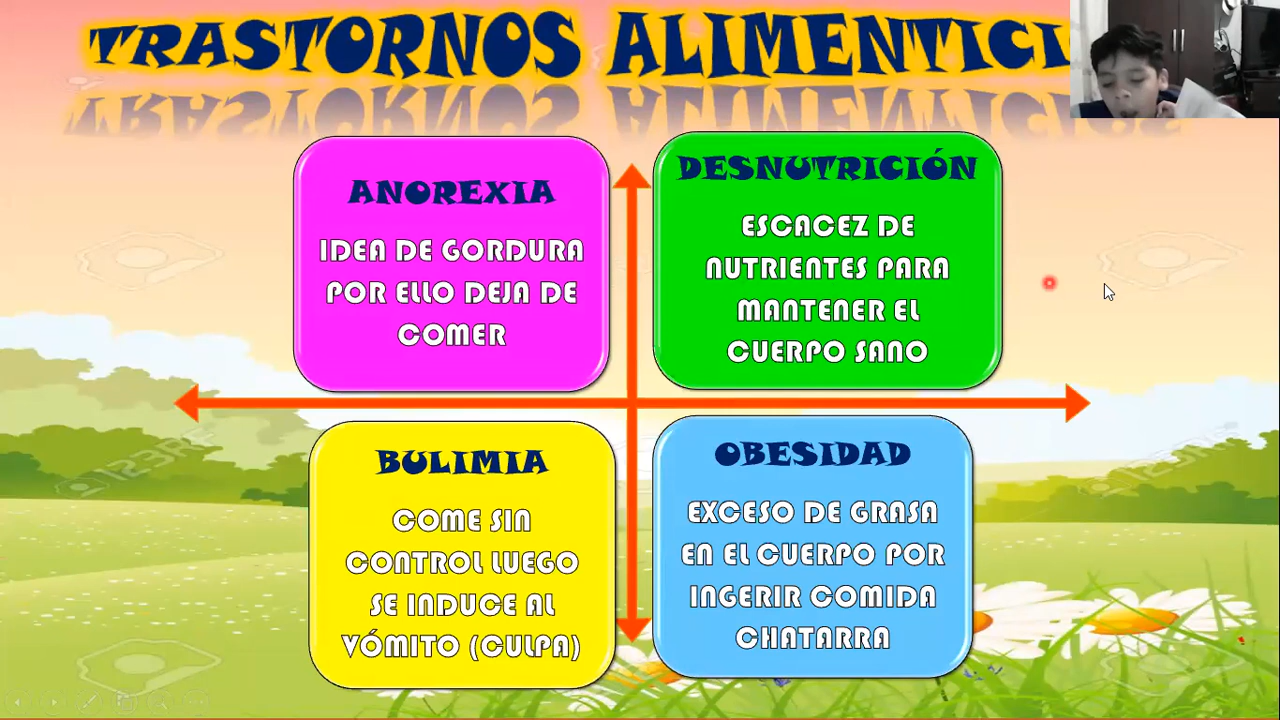 TRASTORNOS ALIMENTICI
ANOREXIA
IDEA DE GORDURA
POR ELLO DEJA DE
COMER
DESNUTRICIÓN
ESCACEZ DE
NUTRIENTES PARA
MANTENER EL
CUERPO SANO
BULIMIA
COME SIN
CONTROL LUEGO
SE INDUCE AL
VÓMITO (CULPA)
OBESIDAD
EXCESO DE GRASA
EN EL CUERPO POR
INGERIR COMIDA
CHATARRA